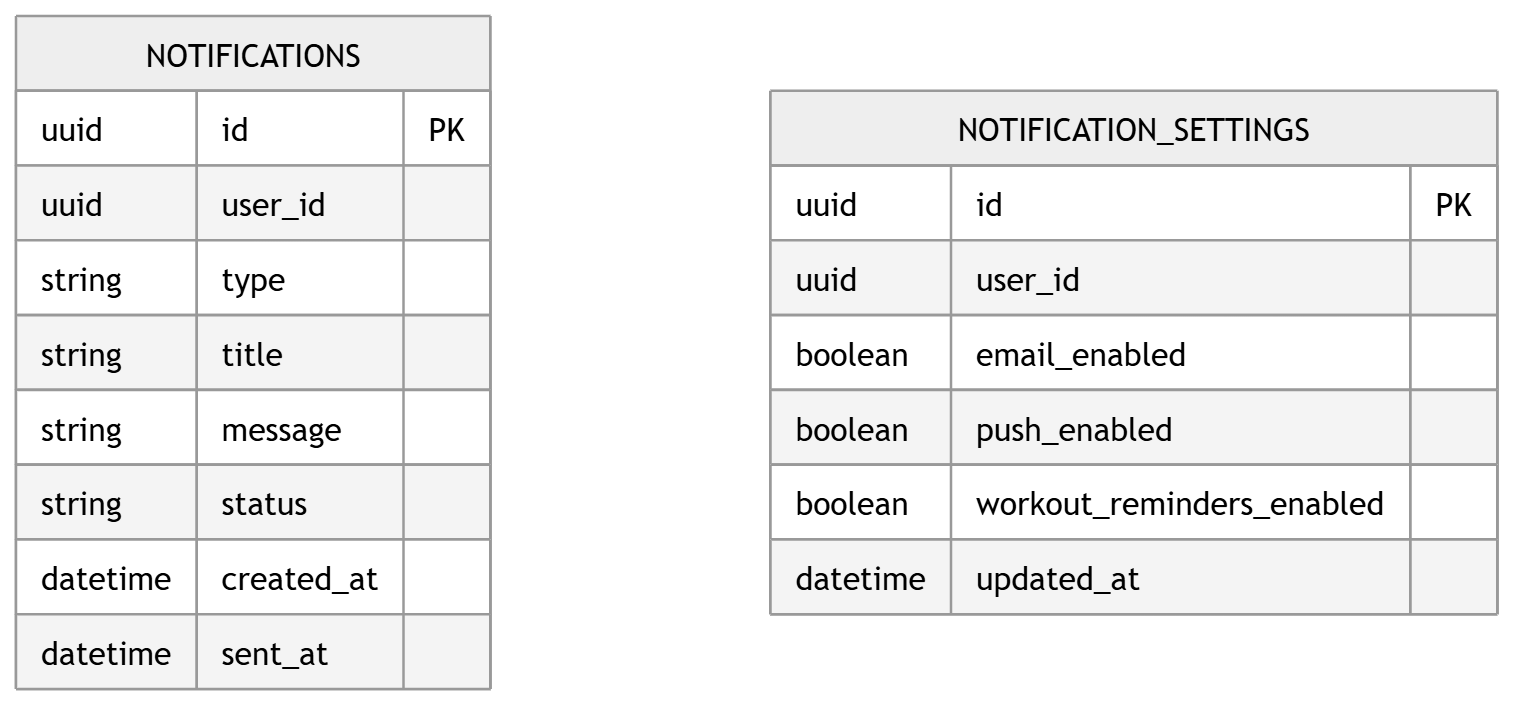 NOTIFICATIONS
uuid id PK
uuid user_id
string type
string title
string message
string status
datetime created_at
datetime sent_at
NOTIFICATION_SETTINGS
uuid id PK
uuid user_id
boolean email_enabled
boolean push_enabled
boolean workout_reminders_enabled
datetime updated_at